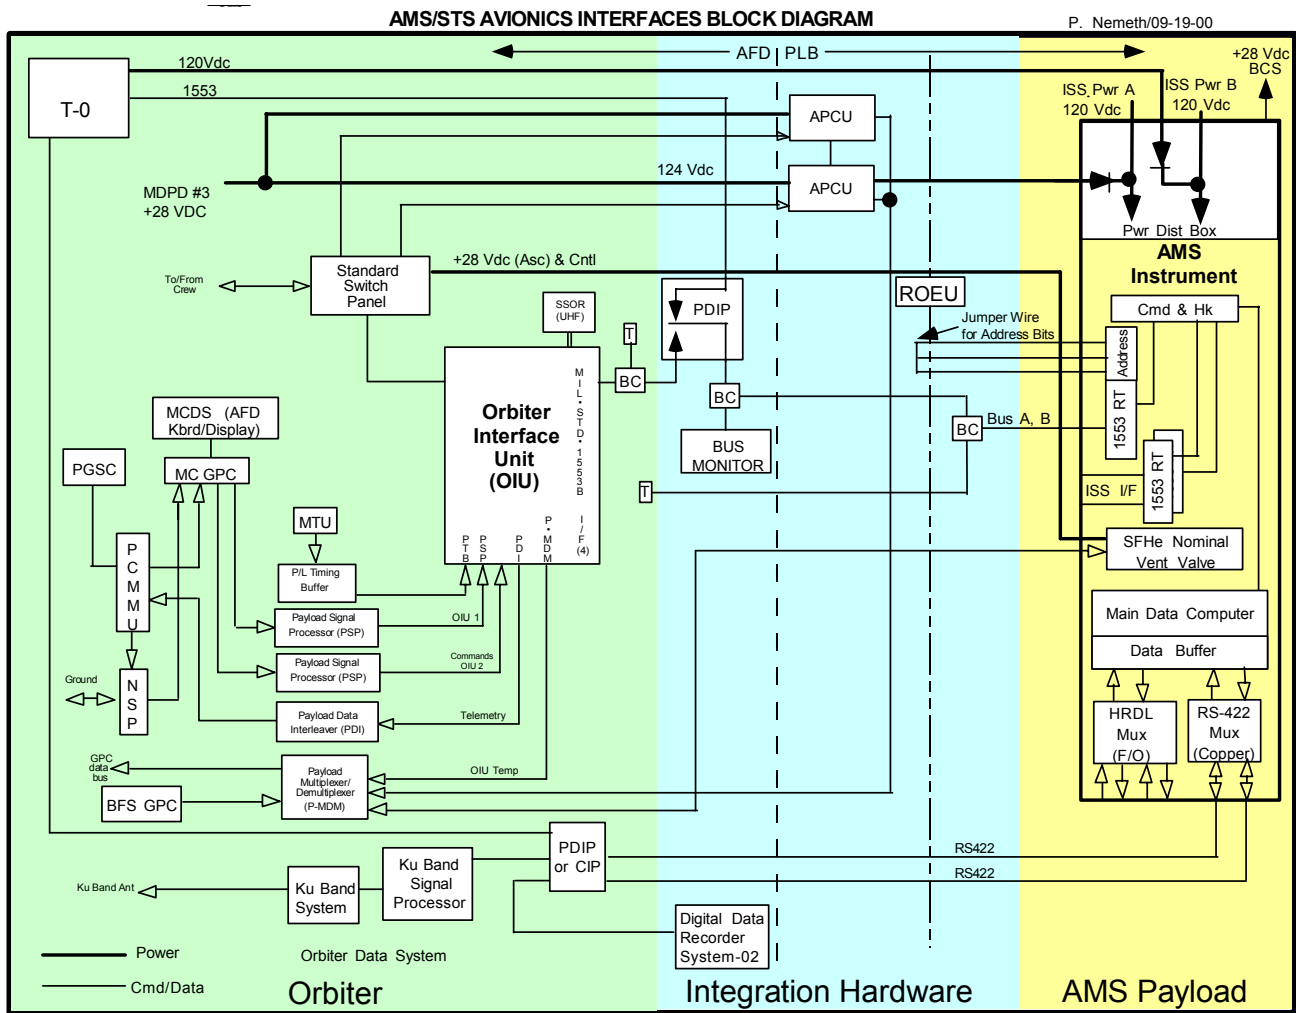 AMS/STS AVIONICS INTERFACES BLOCK DIAGRAM
P. Nemeth/09-19-00
AFD PLB
+28 Vdc
BCS
120Vdc
T-0
1553
ISS Pwr A
120 Vdc
ISS Pwr B
120 Vdc
APCU
124 Vdc
APCU
MDPD #3
+28 VDC
Pwr Dist Box
AMS
Instrument
Standard
Switch
Panel
+28 Vdc (Asc) & Cntl
To/From
Crew
SSOR
(UHF)
PDIP
ROEU
Cmd & Hk
Jumper Wire
for Address Bits
T
Address
BC
MIL•STD•1553B I/F(4)
1553 RT
Orbiter
Interface
Unit
(OIU)
BC
MCDS (AFD
Kbrd/Display)
BC
Bus A, B
BUS
MONITOR
PGSC
MC GPC
1553 RT
ISS I/F
T
MTU
PTB
PSP
PDI
P•MDM
PCMMU
P/L Timing
Buffer
SFHe Nominal
Vent Valve
Payload Signal
Processor (PSP)
OIU 1
Main Data Computer
Payload Signal
Processor (PSP)
Commands
OIU 2
Data Buffer
Ground
NSP
Payload Data
Interleaver (PDI)
Telemetry
HRDL
Mux
(F/O)
RS-422
Mux
(Copper)
GPC
data
bus
Payload
Multiplexer/
Demultiplexer
(P-MDM)
OIU Temp
BFS GPC
PDIP
or CIP
RS422
RS422
Ku Band
Signal
Processor
Ku Band Ant
Ku Band
System
Digital Data
Recorder
System-02
Power
Orbiter Data System
Cmd/Data
Orbiter
Integration Hardware
AMS Payload